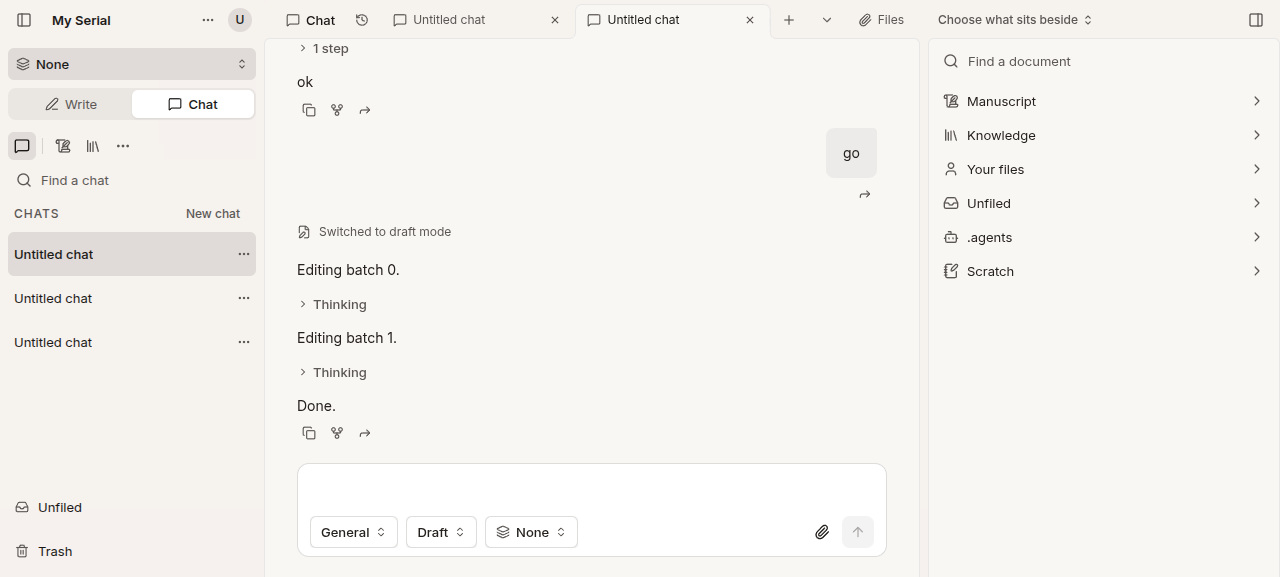 My Serial
U
None
Write
Chat
Find a chat
CHATS
New chat
Untitled chat
Untitled chat
Untitled chat
Unfiled
Trash
Chat
Untitled chat
Untitled chat
Files
Choose what sits beside
1 step
ok
go
Switched to draft mode
Editing batch 0.
Thinking
Editing batch 1.
Thinking
Done.
General
Draft
None
Find a document
Manuscript
Knowledge
Your files
Unfiled
.agents
Scratch